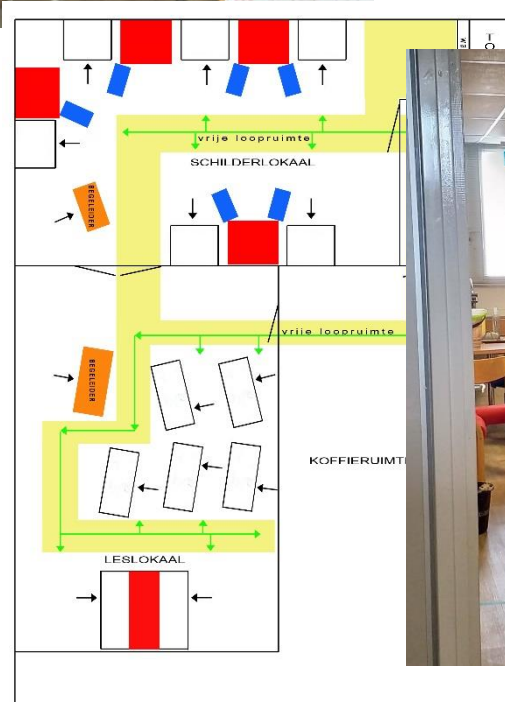 vrije loopruimte
SCHILDERLOKAAL
BEGELEIDER
vrije loopruimte
BEGELEIDER
KOFFIERUIMT
LESLOKAAL